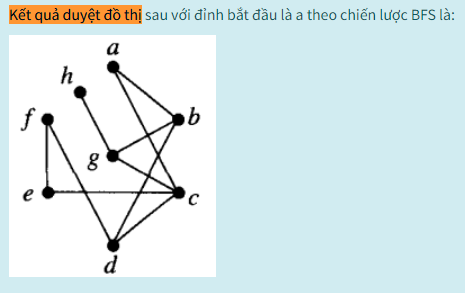 Kết quả duyệt đồ thị sau với đỉnh bắt đầu là a theo chiến lược BFS là:
a
h
f
b
g
e
c
d